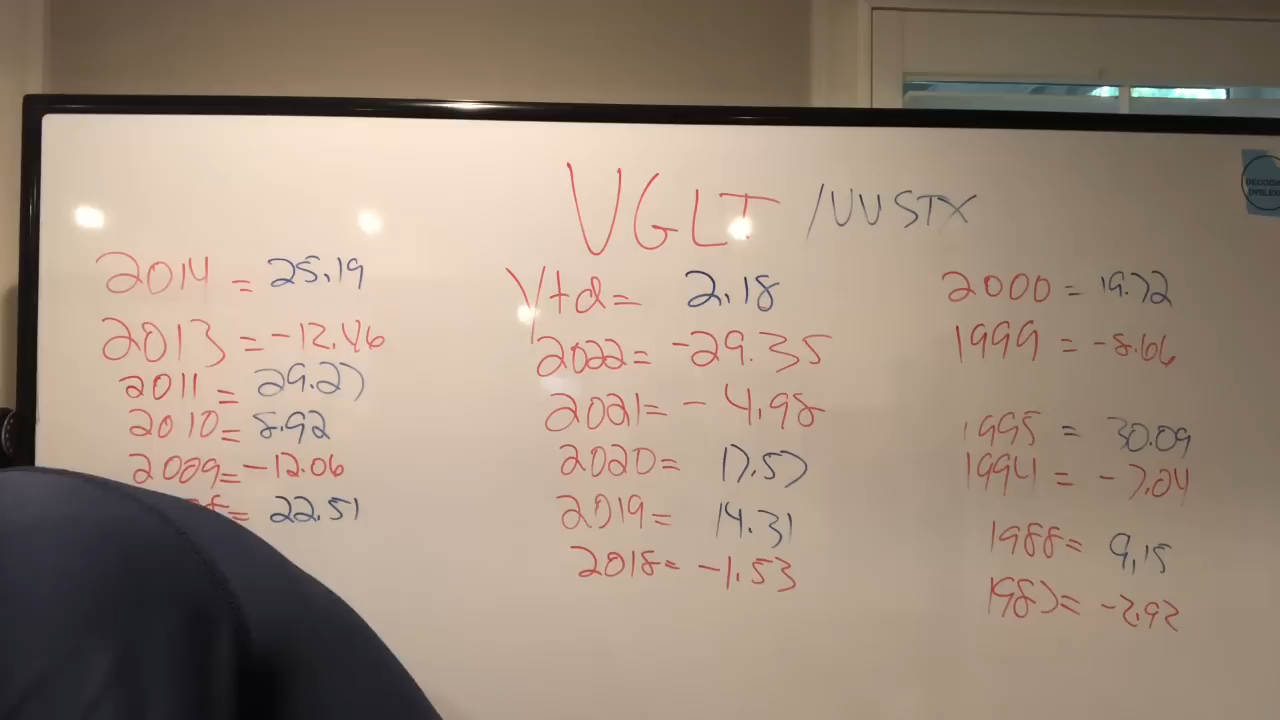 VGLT /VUSTX
2014 = 25.19
2013 = -12.46
2011 = 29.27
2010 = 8.92
2009 = -12.06
= 22.51
Ytd = 2.18
2022 = -29.35
2021 = -4.98
2020 = 17.57
2019 = 14.31
2018 = -1.53
2000 = 19.72
1999 = -8.66
1995 = 30.09
1994 = -7.04
1988 = 9.15
1987 = -2.92